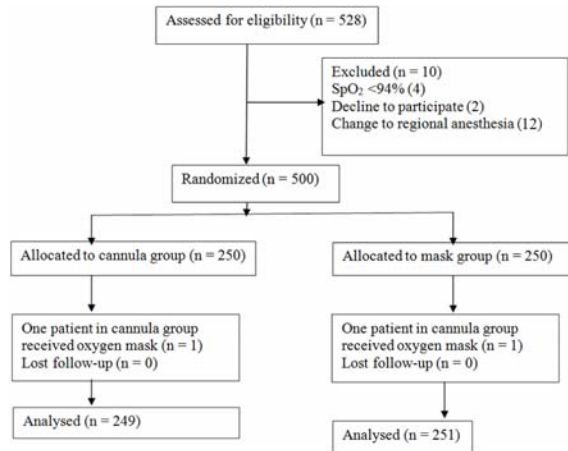 Assessed for eligibility (n = 528)
Excluded (n = 10)
SpO₂ <94% (4)
Decline to participate (2)
Change to regional anesthesia (12)
Randomized (n = 500)
Allocated to cannula group (n = 250)
Allocated to mask group (n = 250)
One patient in cannula group
received oxygen mask (n = 1)
Lost follow-up (n = 0)
One patient in cannula group
received oxygen mask (n = 1)
Lost follow-up (n = 0)
Analysed (n = 249)
Analysed (n = 251)